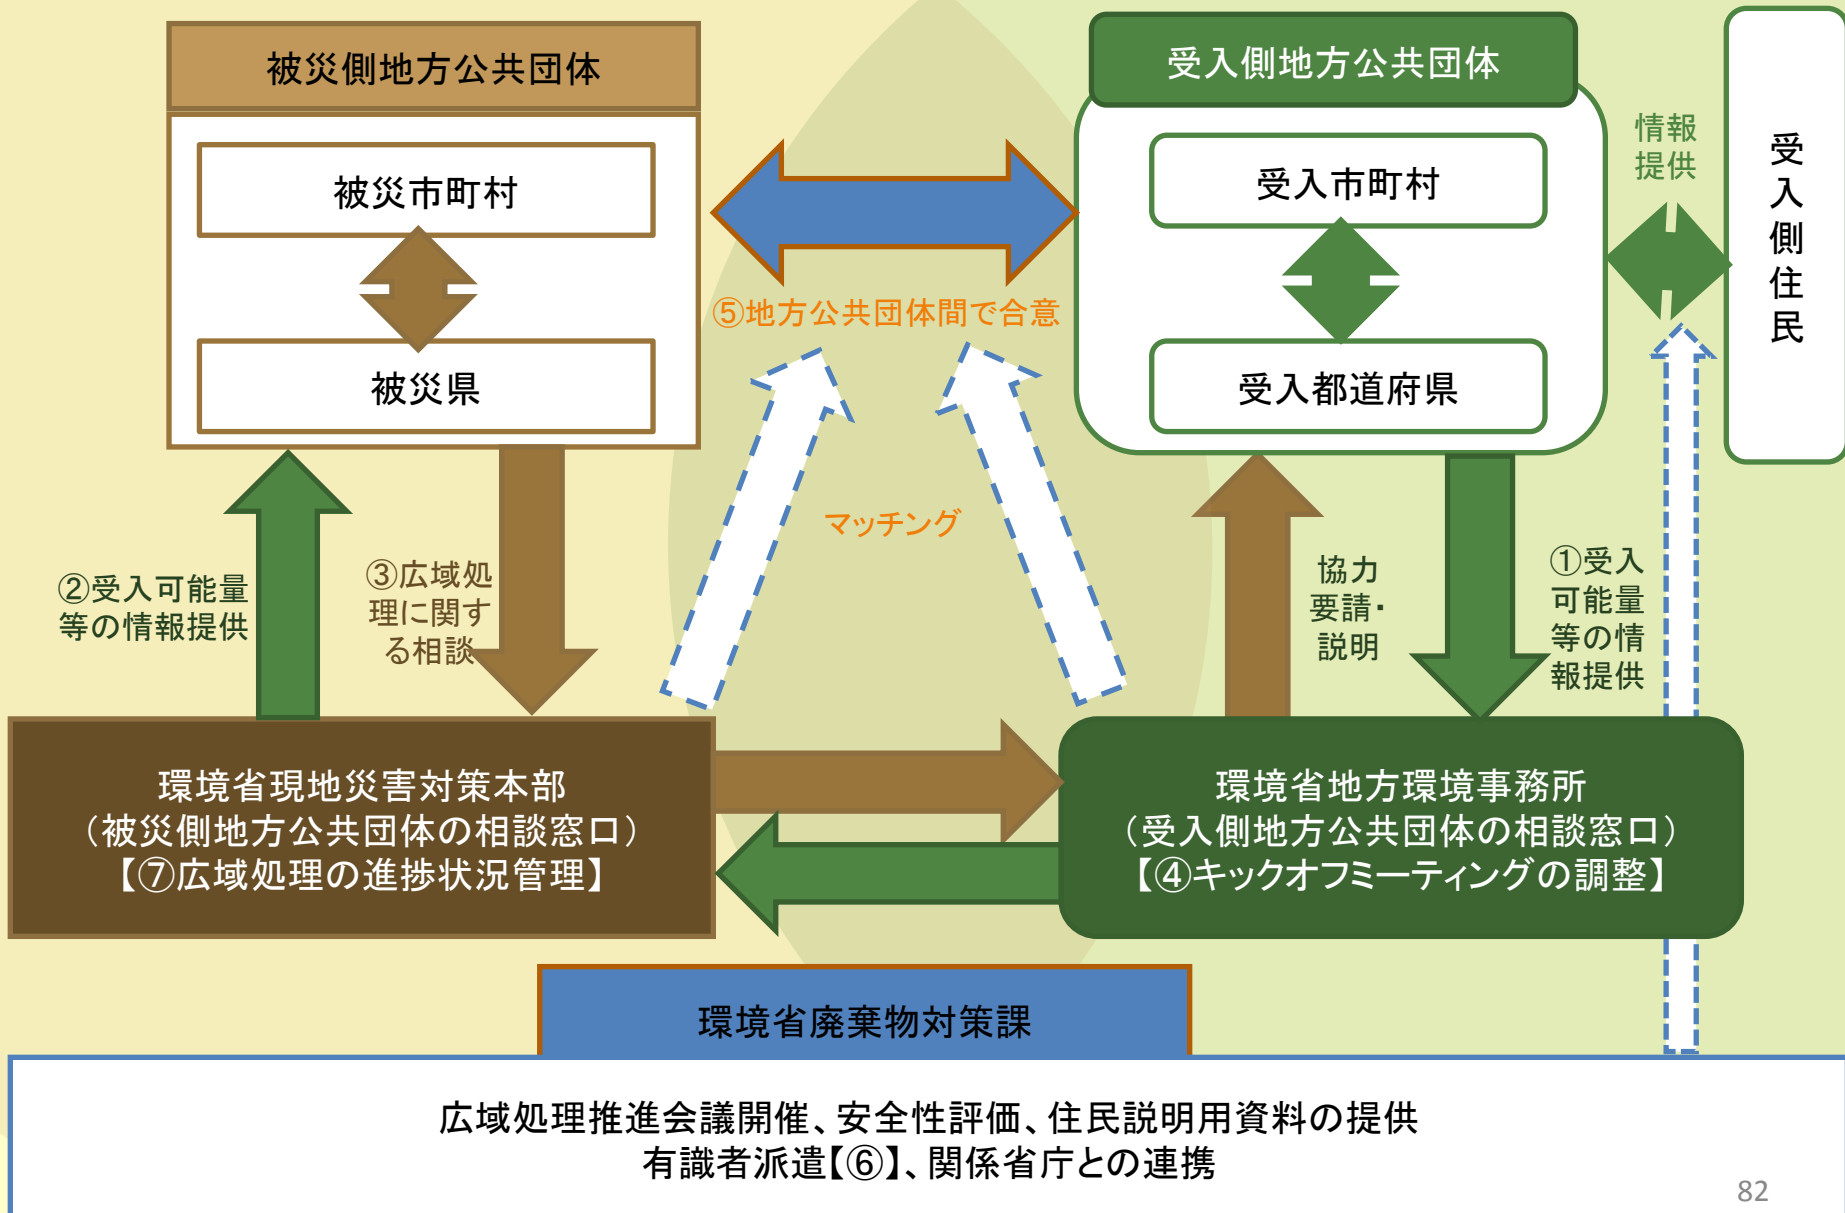 被災側地方公共団体
受入側地方公共団体
被災市町村
被災県
受入市町村
受入都道府県
情報
提供
受入側住民
⑤地方公共団体間で合意
マッチング
②受入可能量
等の情報提供
③広域処
理に関す
る相談
協力
要請・
説明
①受入
可能量
等の情
報提供
環境省現地災害対策本部
（被災側地方公共団体の相談窓口）
【⑦広域処理の進捗状況管理】
環境省地方環境事務所
（受入側地方公共団体の相談窓口）
【④キックオフミーティングの調整】
環境省廃棄物対策課
広域処理推進会議開催、安全性評価、住民説明用資料の提供
有識者派遣【⑥】、関係省庁との連携
82